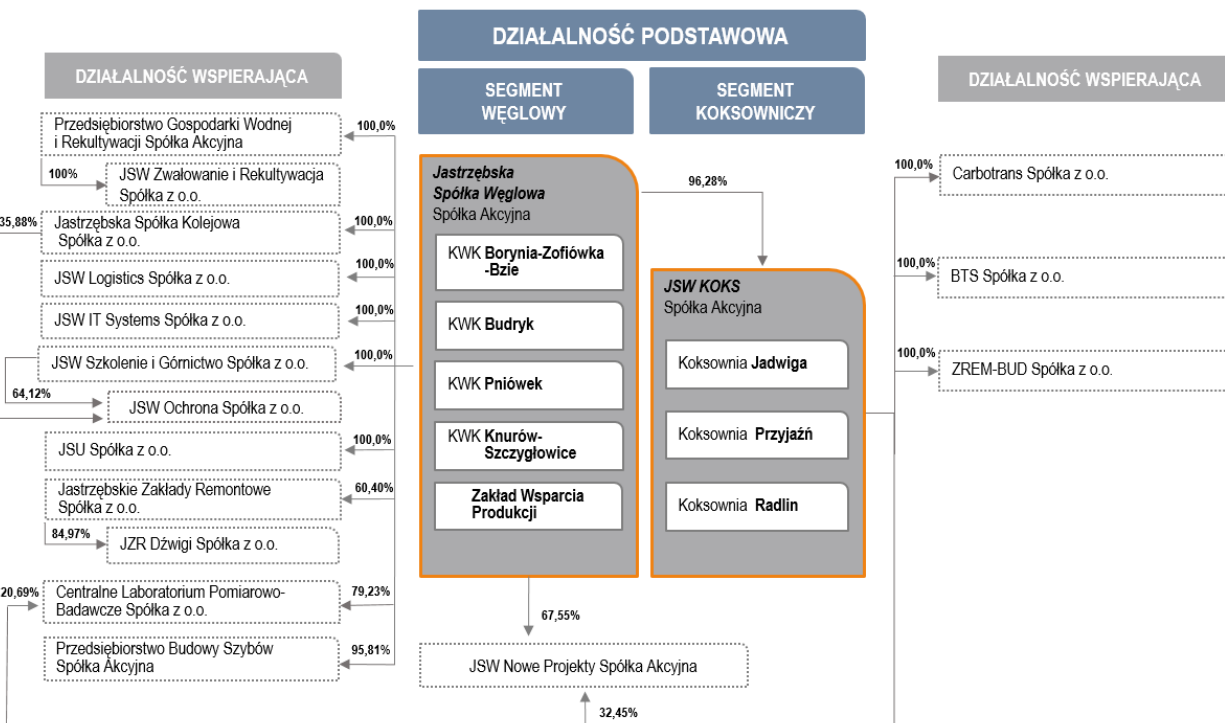 DZIAŁALNOŚĆ PODSTAWOWA
DZIAŁALNOŚĆ WSPIERAJĄCA
SEGMENT
WĘGLOWY
SEGMENT
KOKSOWNICZY
DZIAŁALNOŚĆ WSPIERAJĄCA
Przedsiębiorstwo Gospodarki Wodnej
i Rekultywacji Spółka Akcyjna
100,0%
100%
JSW Zwałowanie i Rekultywacja
Spółka z o.o.
35,88%
Jastrzębska Spółka Kolejowa
Spółka z o.o.
100,0%
JSW Logistics Spółka z o.o.
100,0%
JSW IT Systems Spółka z o.o.
100,0%
JSW Szkolenie i Górnictwo Spółka z o.o.
100,0%
64,12%
JSW Ochrona Spółka z o.o.
JSU Spółka z o.o.
100,0%
Jastrzębskie Zakłady Remontowe
Spółka z o.o.
60,40%
84,97%
JZR Dźwigi Spółka z o.o.
20,69%
Centralne Laboratorium Pomiarowo-
Badawcze Spółka z o.o.
79,23%
Przedsiębiorstwo Budowy Szybów
Spółka Akcyjna
95,81%
Jastrzębska
Spółka Węglowa
Spółka Akcyjna
KWK Borynia-Zofiówka
-Bzie
KWK Budryk
KWK Pniówek
KWK Knurów-
Szczygłowice
Zakład Wsparcia
Produkcji
96,28%
JSW KOKS
Spółka Akcyjna
Koksownia Jadwiga
Koksownia Przyjaźń
Koksownia Radlin
67,55%
JSW Nowe Projekty Spółka Akcyjna
32,45%
100,0%
Carbotrans Spółka z o.o.
100,0%
BTS Spółka z o.o.
100,0%
ZREM-BUD Spółka z o.o.